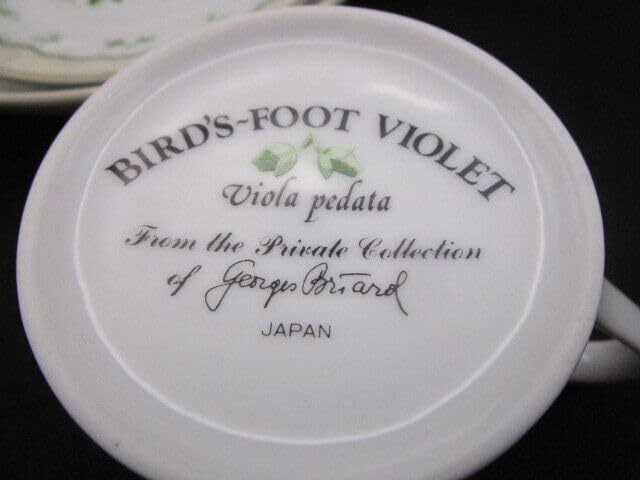 BIRD'S-FOOT VIOLET
Viola pedata
From the Private Collection
of Georges Briard
JAPAN